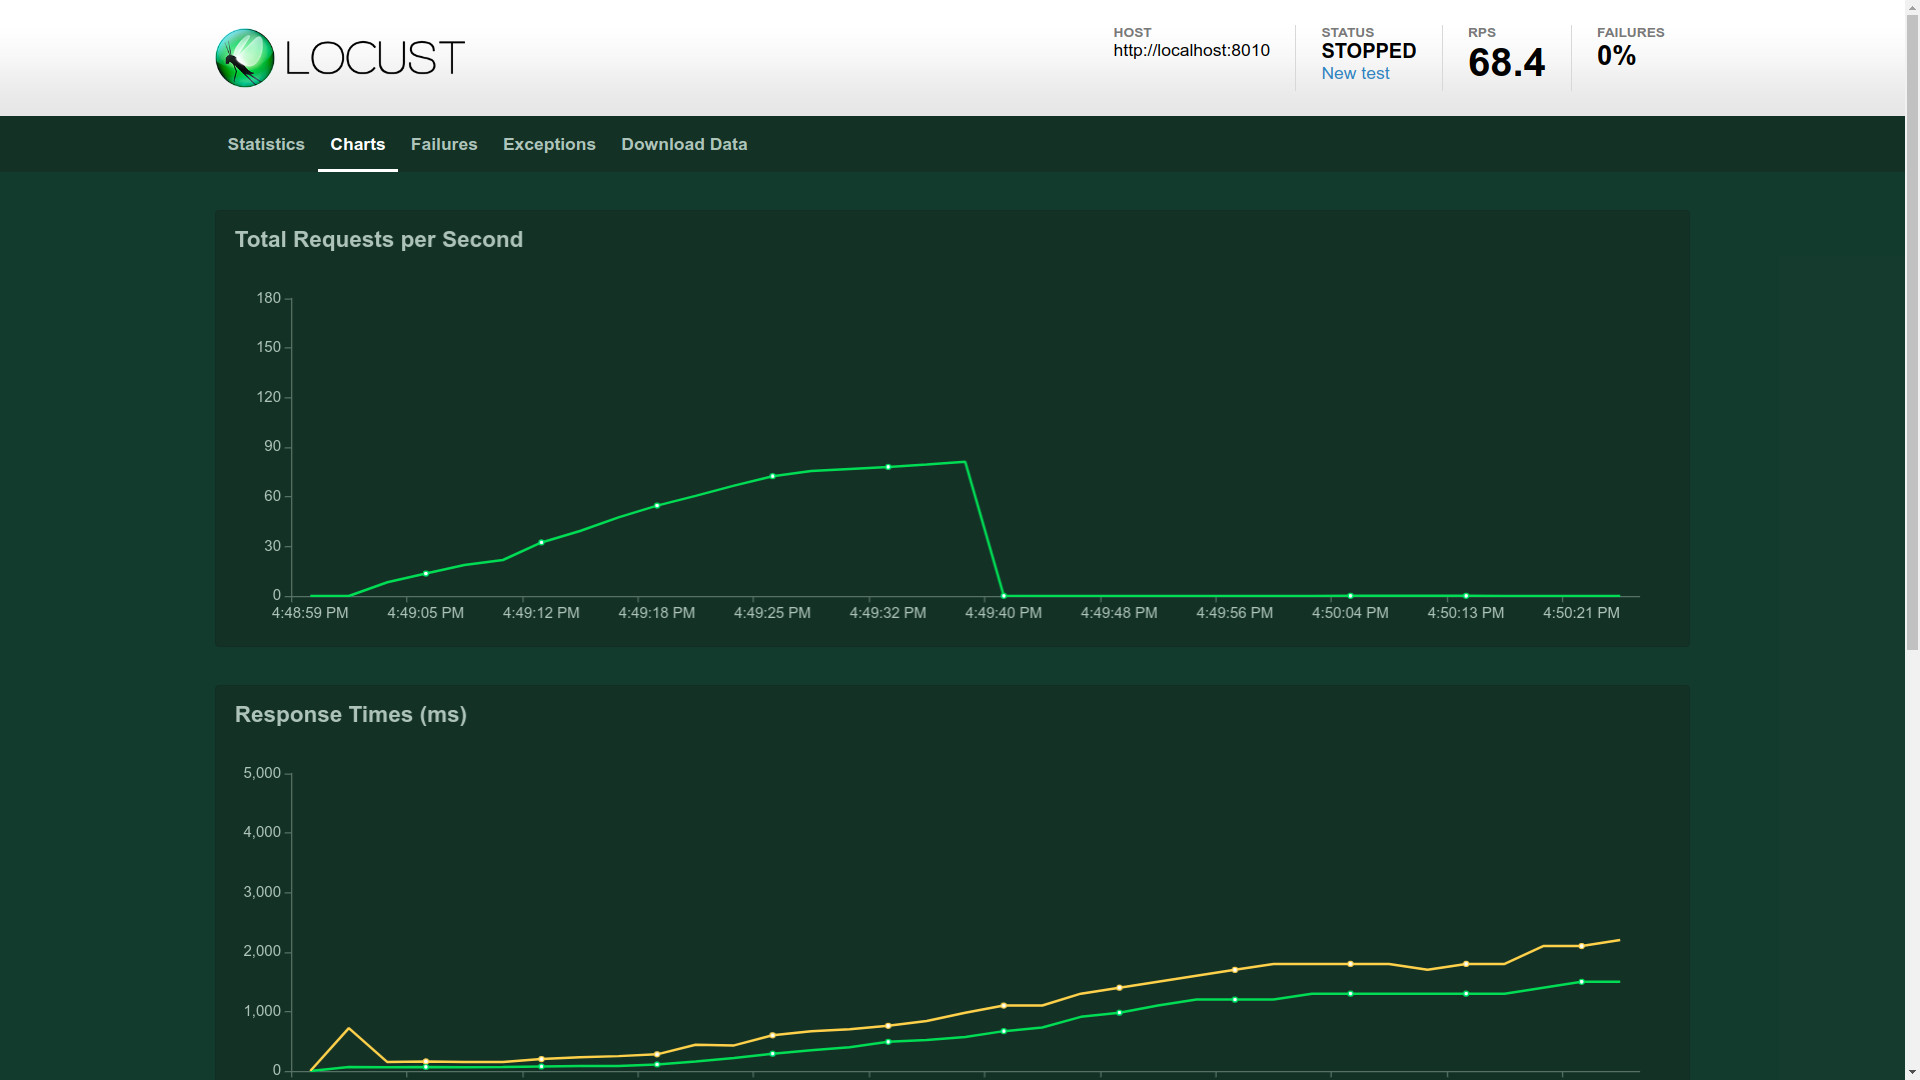 LOCUST
HOST
http://localhost:8010
STATUS
STOPPED
New test
RPS
68.4
FAILURES
0%
Statistics Charts Failures Exceptions Download Data
Total Requests per Second
180
150
120
90
60
30
0
4:48:59 PM 4:49:05 PM 4:49:12 PM 4:49:18 PM 4:49:25 PM 4:49:32 PM 4:49:40 PM 4:49:48 PM 4:49:56 PM 4:50:04 PM 4:50:13 PM 4:50:21 PM
Response Times (ms)
5,000
4,000
3,000
2,000
1,000
0